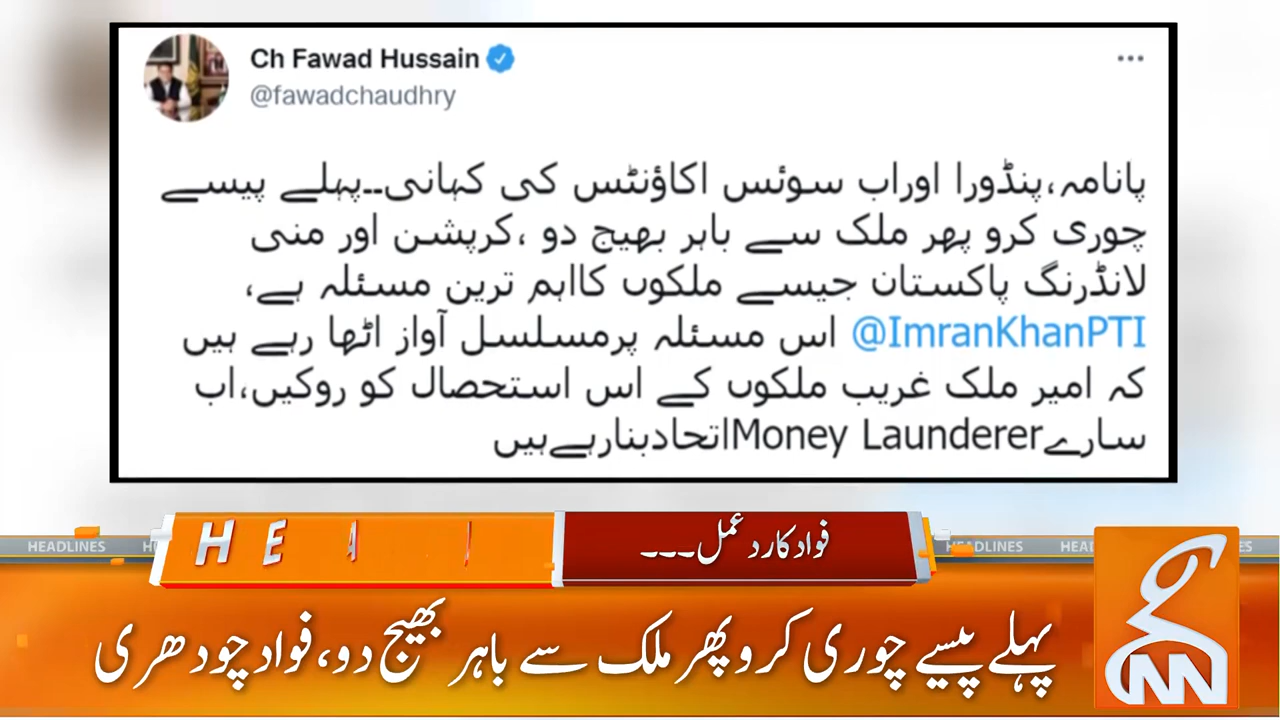 Ch Fawad Hussain
@fawadchaudhry
پانامہ،پنڈورا اوراب سوئس اکاؤنٹس کی کہانی۔۔پہلے پیسے
چوری کرو پھر ملک سے باہر بھیج دو ،کرپشن اور منی
لانڈرنگ پاکستان جیسے ملکوں کااہم ترین مسئلہ ہے،
@ImranKhanPTI اس مسئلہ پرمسلسل آواز اٹھا رہے ہیں
کہ امیر ملک غریب ملکوں کے اس استحصال کو روکیں،اب
سارےMoney Laundererاتحادبنارہےہیں
HEADLINES
H E A
فواد کا ردعمل۔۔۔
HEADLINES
GNN
پہلے پیسے چوری کرو پھر ملک سے باہر بھیج دو، فواد چودھری